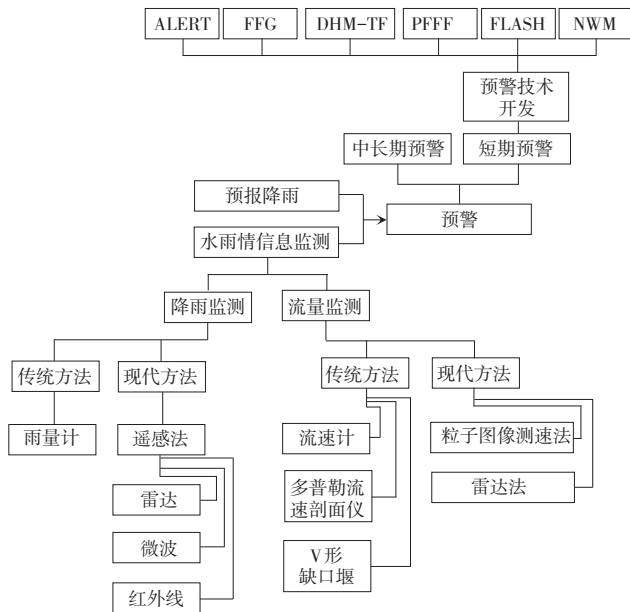 ALERT
FFG
DHM-TF
PFFF
FLASH
NWM
预警技术
开发
中长期预警
短期预警
预报降雨
预警
水雨情信息监测
降雨监测
流量监测
传统方法
现代方法
传统方法
现代方法
雨量计
遥感法
流速计
粒子图像测速法
雷达
多普勒流
速剖面仪
雷达法
微波
V形
缺口堰
红外线